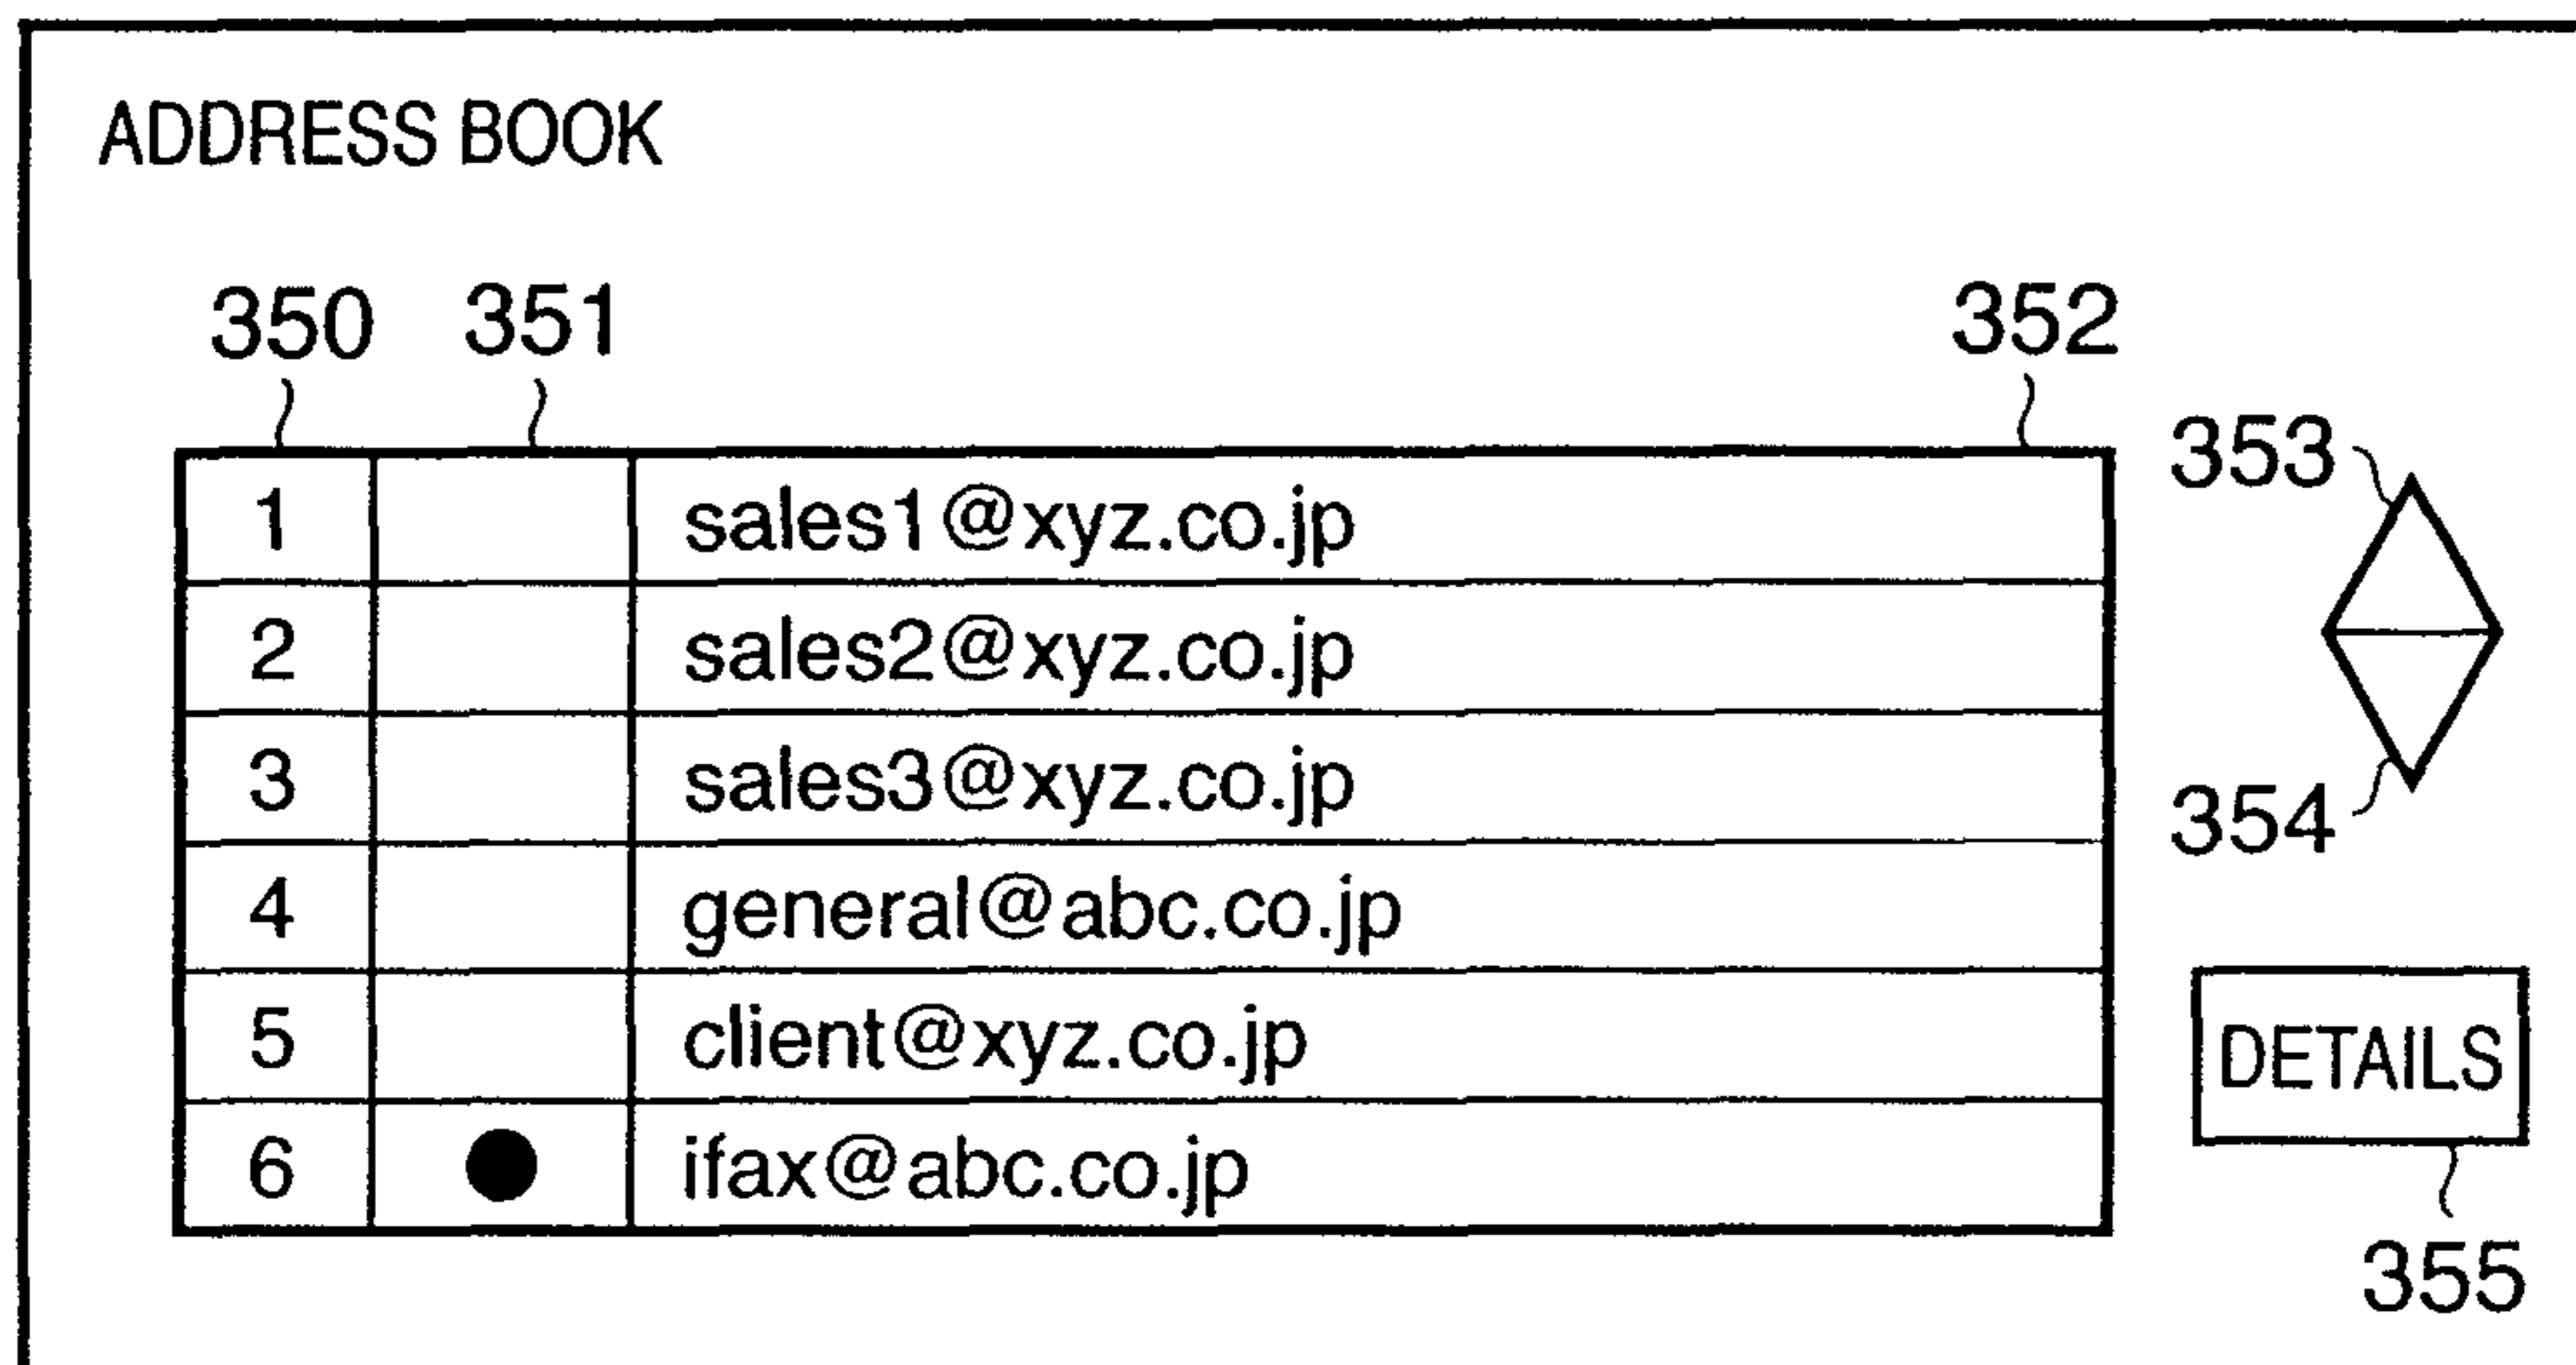 ADDRESS BOOK
350 351 352
353
1 sales1@xyz.co.jp
2 sales2@xyz.co.jp
3 sales3@xyz.co.jp
354
4 general@abc.co.jp
5 client@xyz.co.jp
DETAILS
6 ifax@abc.co.jp
355